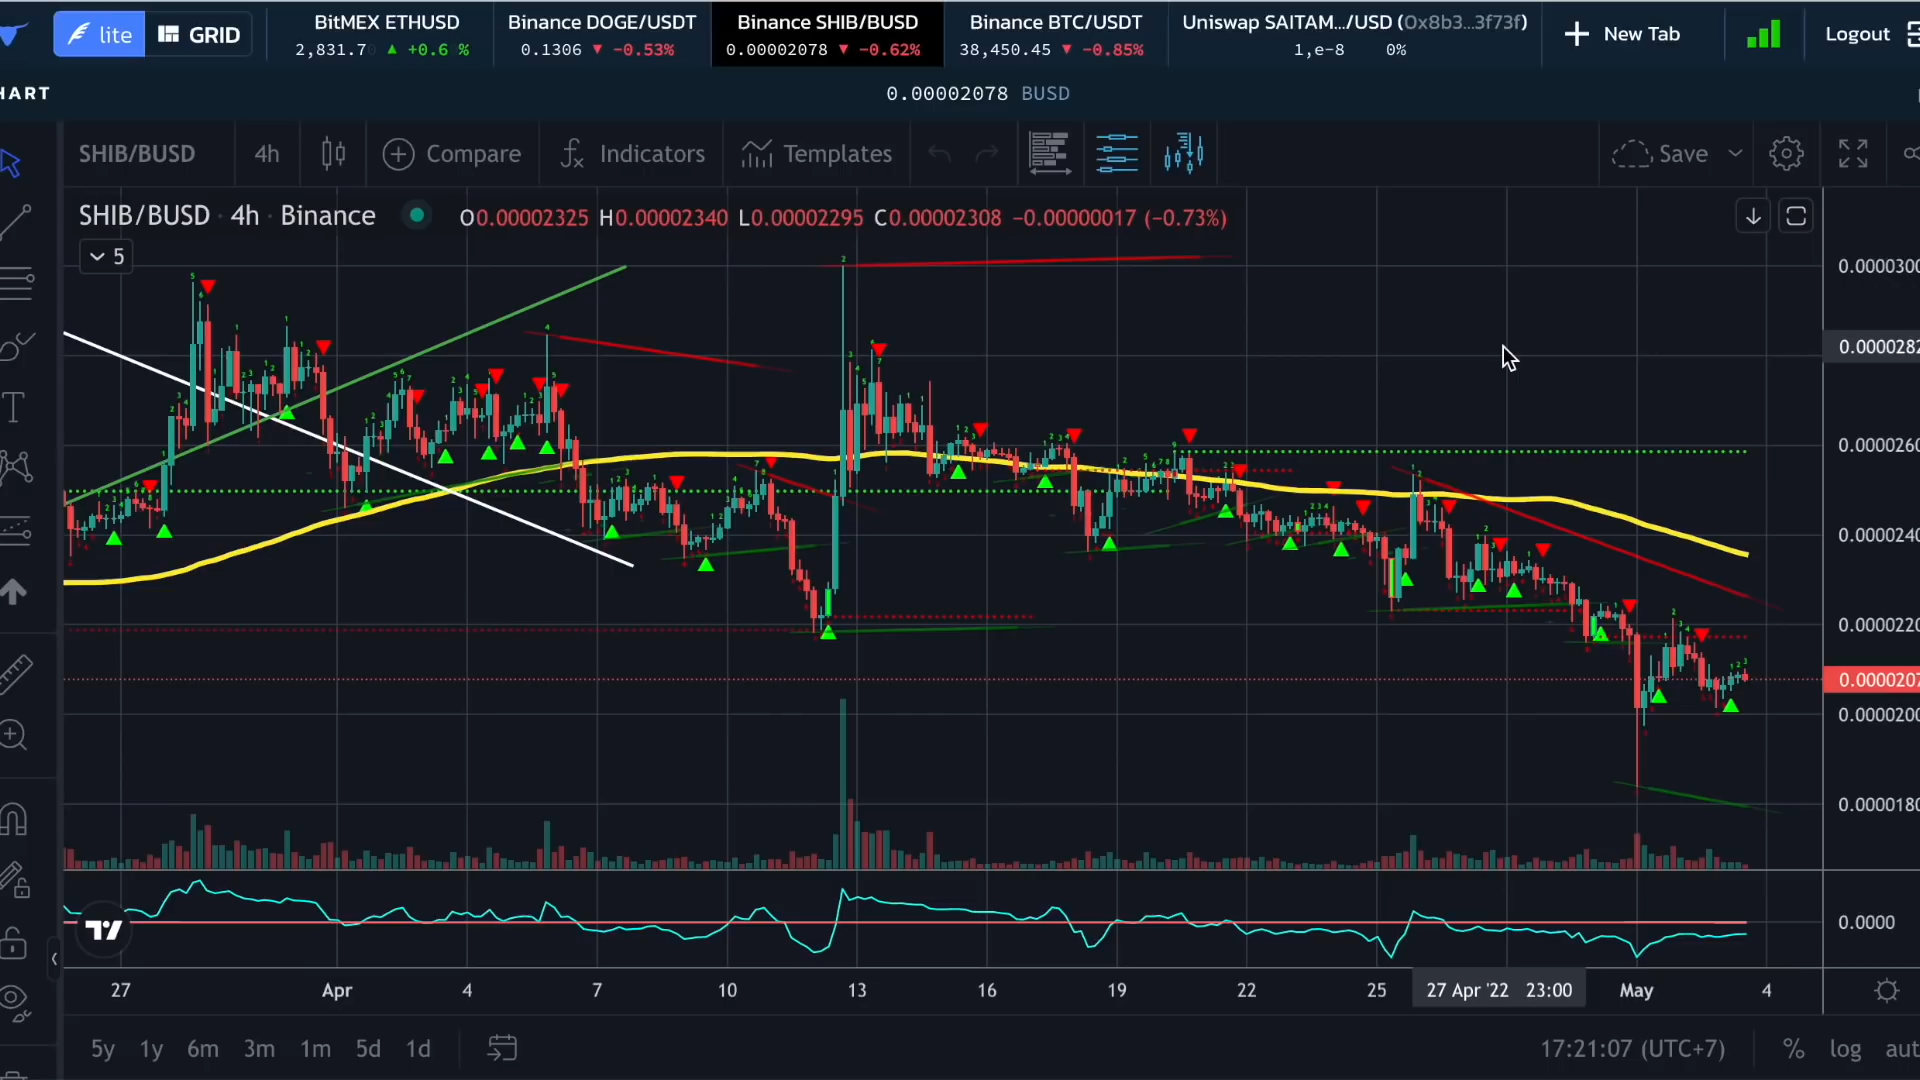 lite GRID
BitMEX ETHUSD Binance DOGE/USDT Binance SHIB/BUSD Binance BTC/USDT Uniswap SAITAM.../USD (0x8b3...3f73f) New Tab Logout
2,831.70 ▲ +0.6 % 0.1306 ▼ -0.53% 0.00002078 ▼ -0.62% 38,450.45 ▼ -0.85% 1,e-8 0%
HART 0.00002078 BUSD
SHIB/BUSD 4h Compare Indicators Templates Save
SHIB/BUSD · 4h · Binance O0.00002325 H0.00002340 L0.00002295 C0.00002308 −0.00000017 (−0.73%)
5
0.0000300
0.0000282
0.0000260
0.0000240
0.0000220
0.0000207
0.0000200
0.0000180
0.0000
27 Apr 4 7 10 13 16 19 22 25 27 Apr '22 23:00 May 4
5y 1y 6m 3m 1m 5d 1d 17:21:07 (UTC+7) % log aut